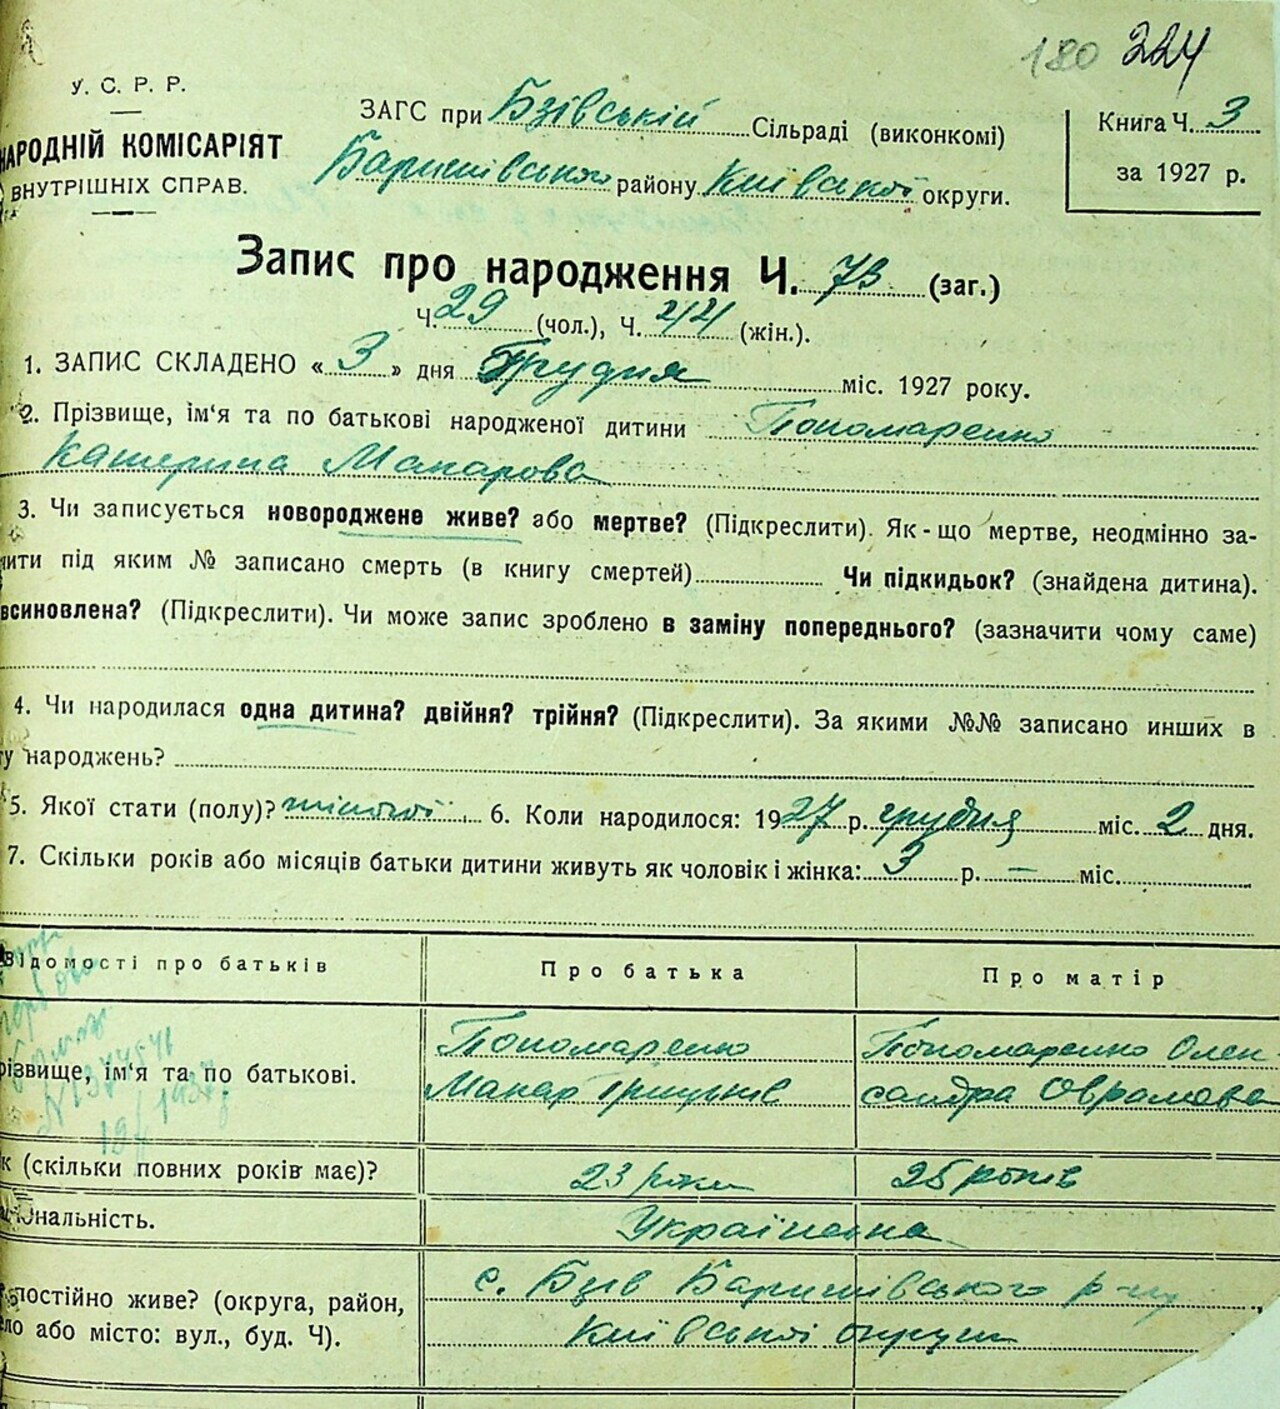 180 224
У. С. Р. Р.
НАРОДНІЙ КОМІСАРІЯТ
ВНУТРІШНІХ СПРАВ.
ЗАГС при Бзівській Сільраді (виконкомі)
Баришівського району Київської округи.
Книга Ч. 3
за 1927 р.
Запис про народження Ч. 73 (заг.)
Ч. 29 (чол.), Ч. 44 (жін.).
1. ЗАПИС СКЛАДЕНО « 3 » дня Грудня міс. 1927 року.
2. Прізвище, ім‘я та по батькові народженої дитини Пономаренко
Катерина Макарова
3. Чи записується новороджене живе? або мертве? (Підкреслити). Як-що мертве, неодмінно за-
чити під яким № записано смерть (в книгу смертей) Чи підкидьок? (знайдена дитина).
всиновлена? (Підкреслити). Чи може запис зроблено в заміну попереднього? (зазначити чому саме)
4. Чи народилася одна дитина? двійня? трійня? (Підкреслити). За якими №№ записано инших в
гу народжень?
5. Якої стати (полу)? жіночої. 6. Коли народилося: 1927 р. грудня міс. 2 дня.
7. Скільки років або місяців батьки дитини живуть як чоловік і жінка: 3 р. — міс.
Відомості про батьків Про батька Про матір
різвище, ім‘я та по батькові. Пономаренко Макар Грицьків Пономаренко Олександра Оврамова
к (скільки повних років має)? 23 роки 25 років
ціональність. Українська
постійно живе? (округа, район, с. Бзів Баришівського р-ну
ло або місто: вул., буд. Ч). Київської округи